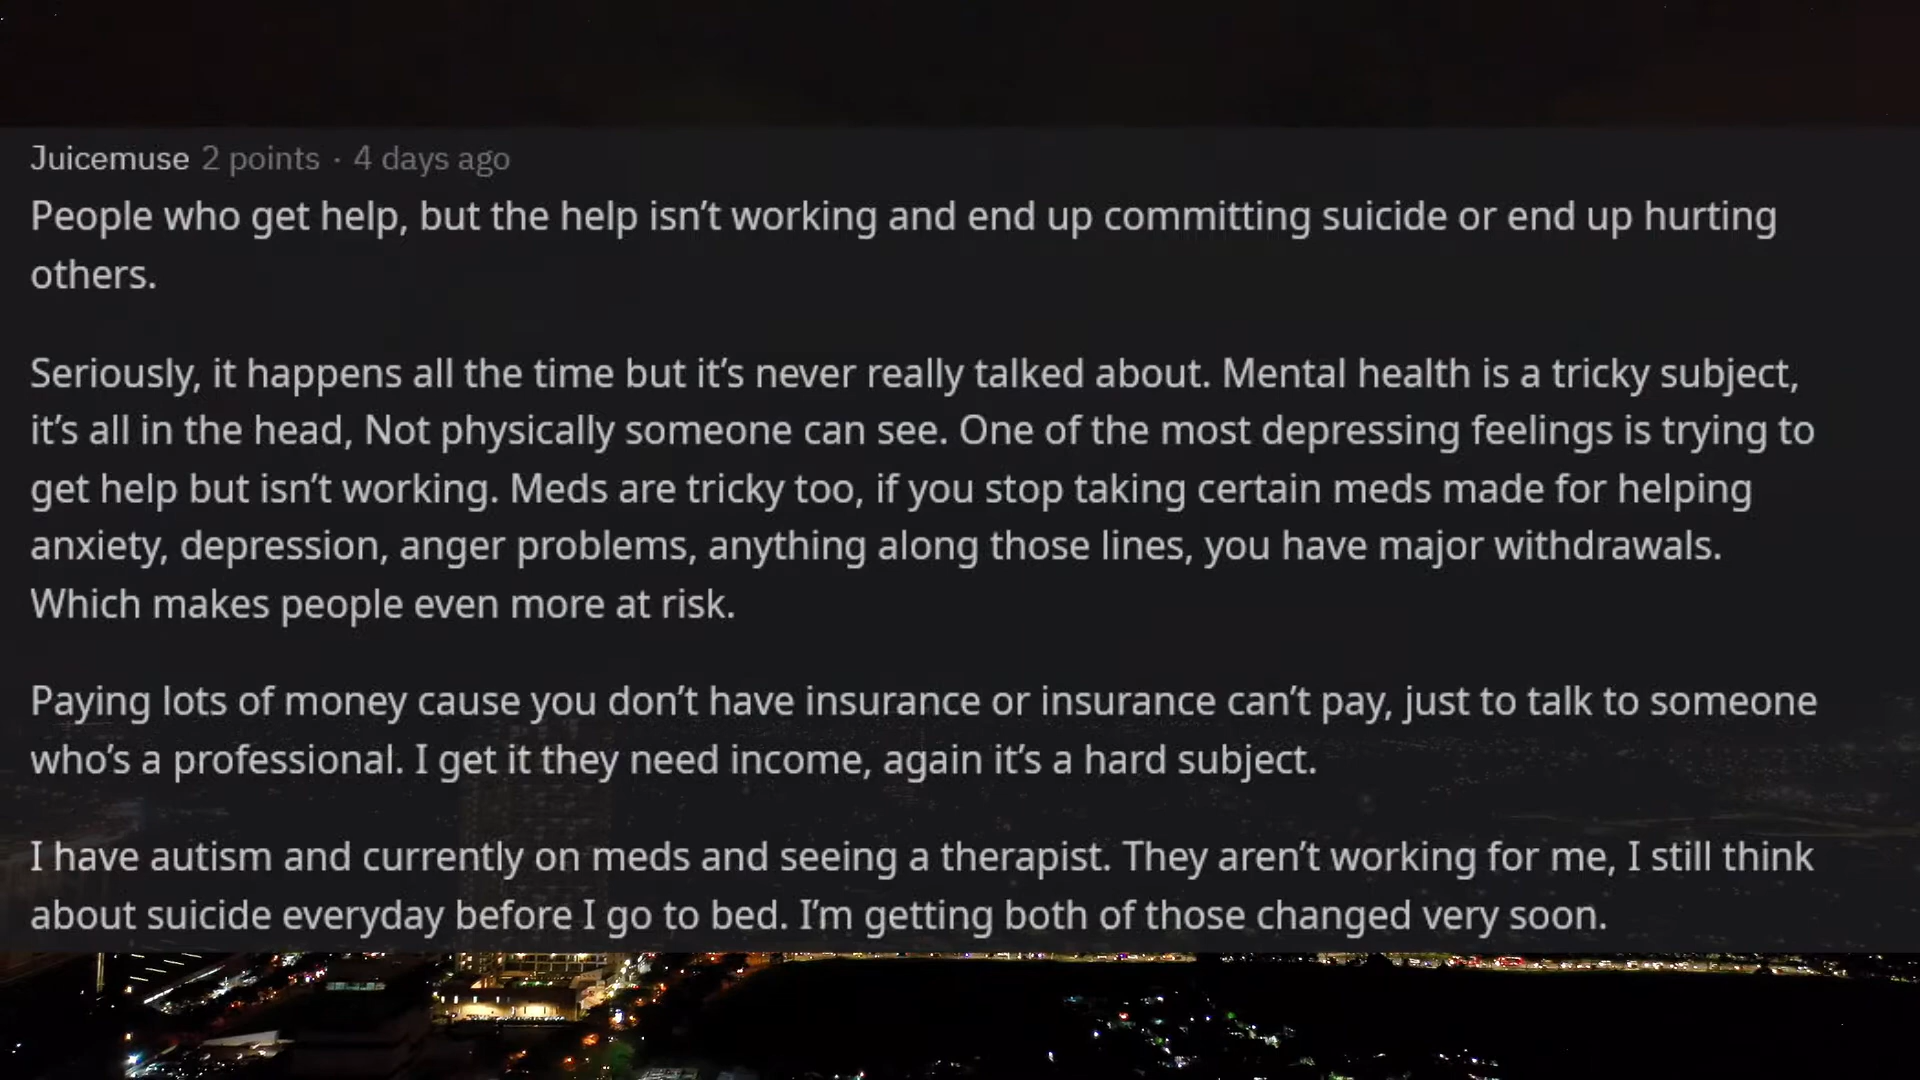 Juicemuse 2 points · 4 days ago
People who get help, but the help isn’t working and end up committing suicide or end up hurting
others.
Seriously, it happens all the time but it’s never really talked about. Mental health is a tricky subject,
it’s all in the head, Not physically someone can see. One of the most depressing feelings is trying to
get help but isn’t working. Meds are tricky too, if you stop taking certain meds made for helping
anxiety, depression, anger problems, anything along those lines, you have major withdrawals.
Which makes people even more at risk.
Paying lots of money cause you don’t have insurance or insurance can’t pay, just to talk to someone
who’s a professional. I get it they need income, again it’s a hard subject.
I have autism and currently on meds and seeing a therapist. They aren’t working for me, I still think
about suicide everyday before I go to bed. I’m getting both of those changed very soon.